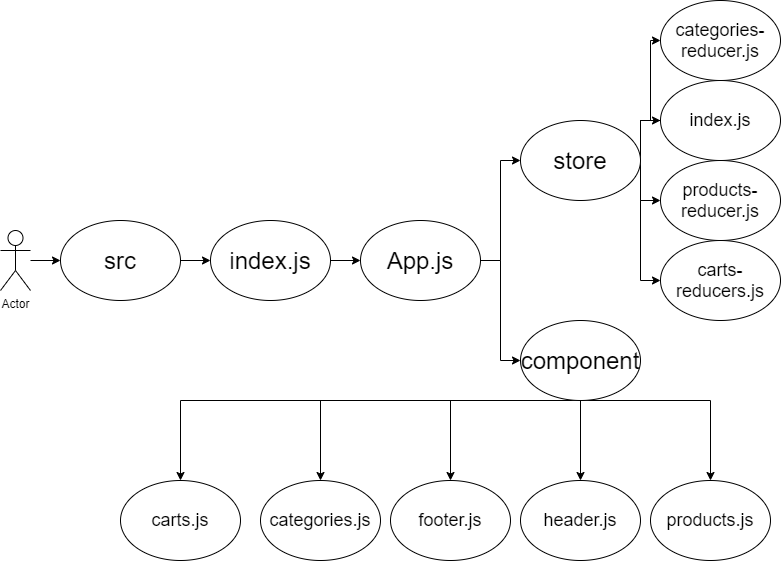 categories-
reducer.js
index.js
store
products-
reducer.js
src
index.js
App.js
carts-
reducers.js
Actor
component
carts.js
categories.js
footer.js
header.js
products.js